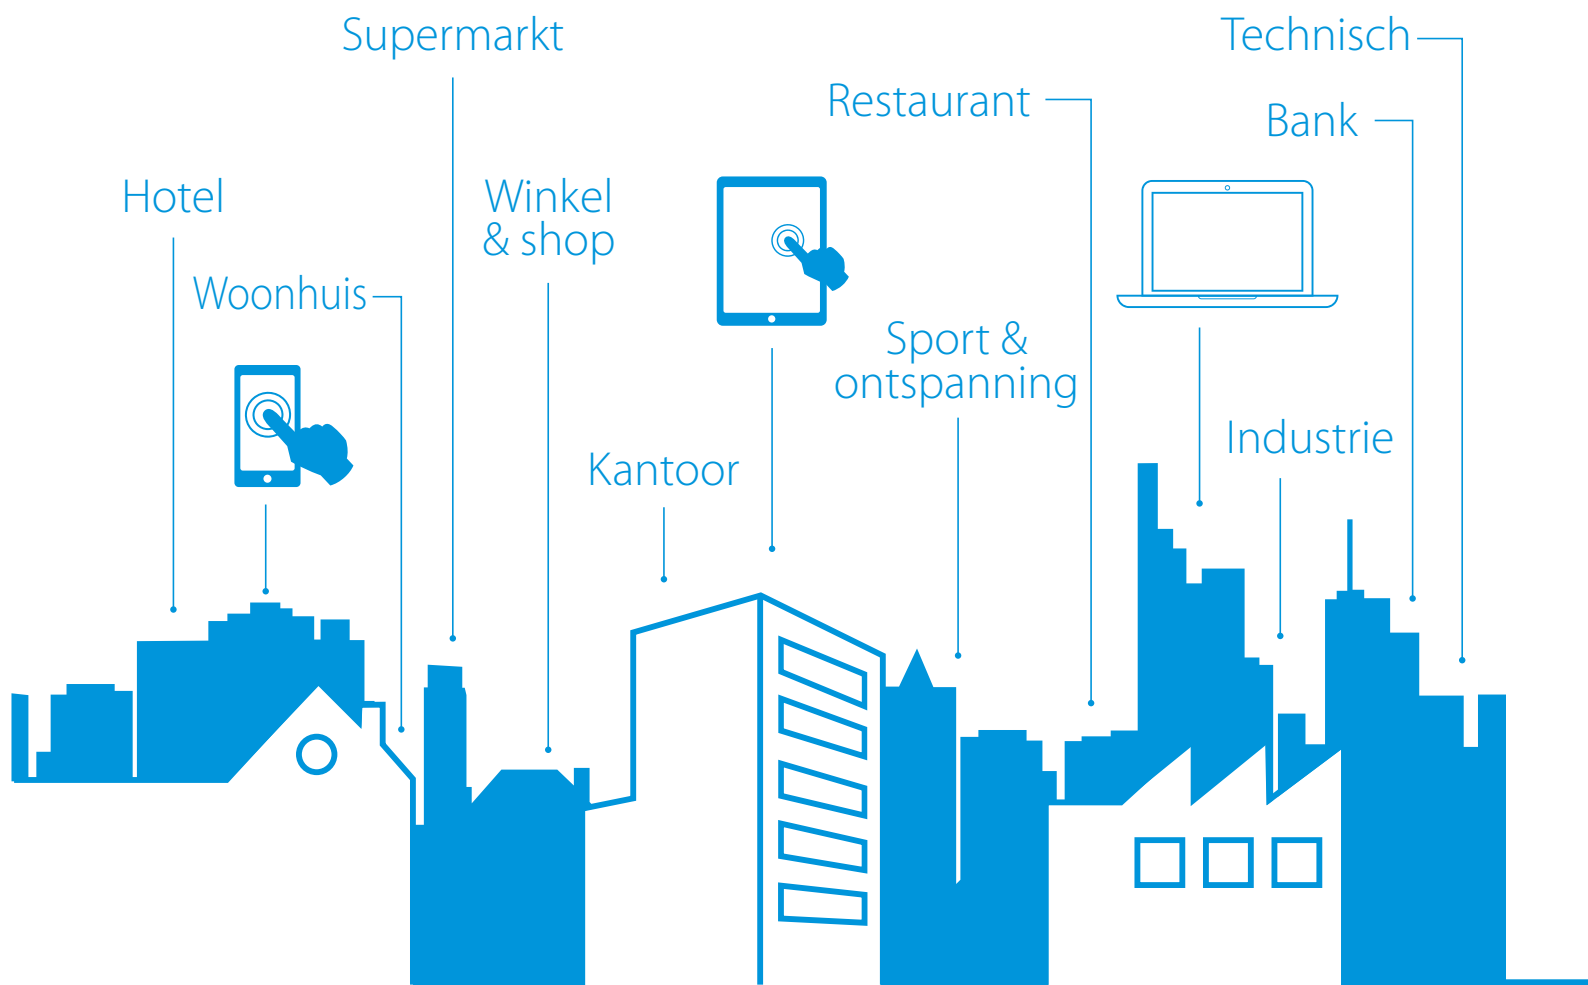 Supermarkt
Technisch
Restaurant
Bank
Hotel
Winkel
& shop
Woonhuis
Sport &
ontspanning
Industrie
Kantoor